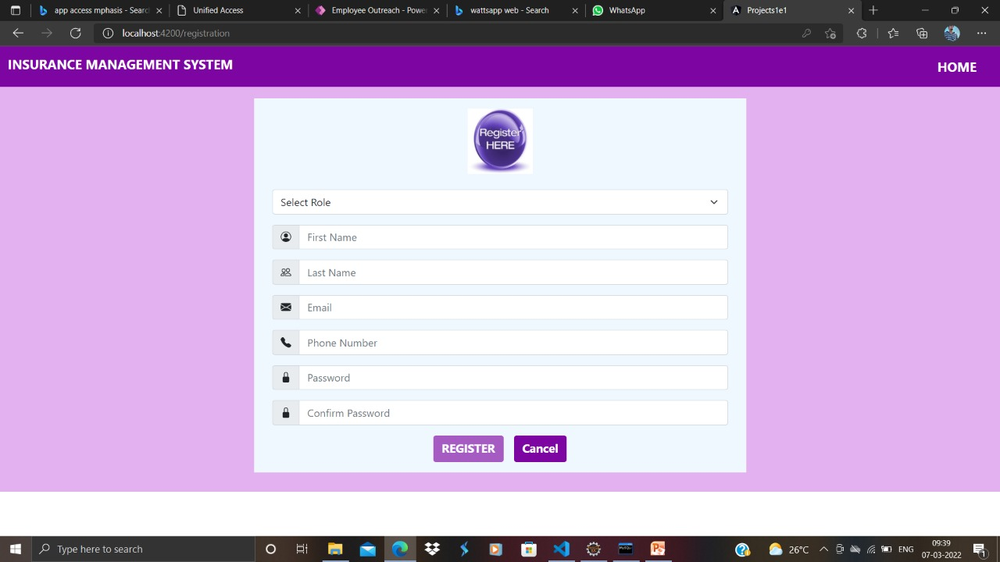 app access mphasis - Searc
Unified Access
Employee Outreach - Power
wattsapp web - Search
WhatsApp
Projects1e1
localhost:4200/registration
INSURANCE MANAGEMENT SYSTEM
HOME
Register
HERE
Select Role
First Name
Last Name
Email
Phone Number
Password
Confirm Password
REGISTER
Cancel
Type here to search
26°C
ENG
09:39
07-03-2022
1